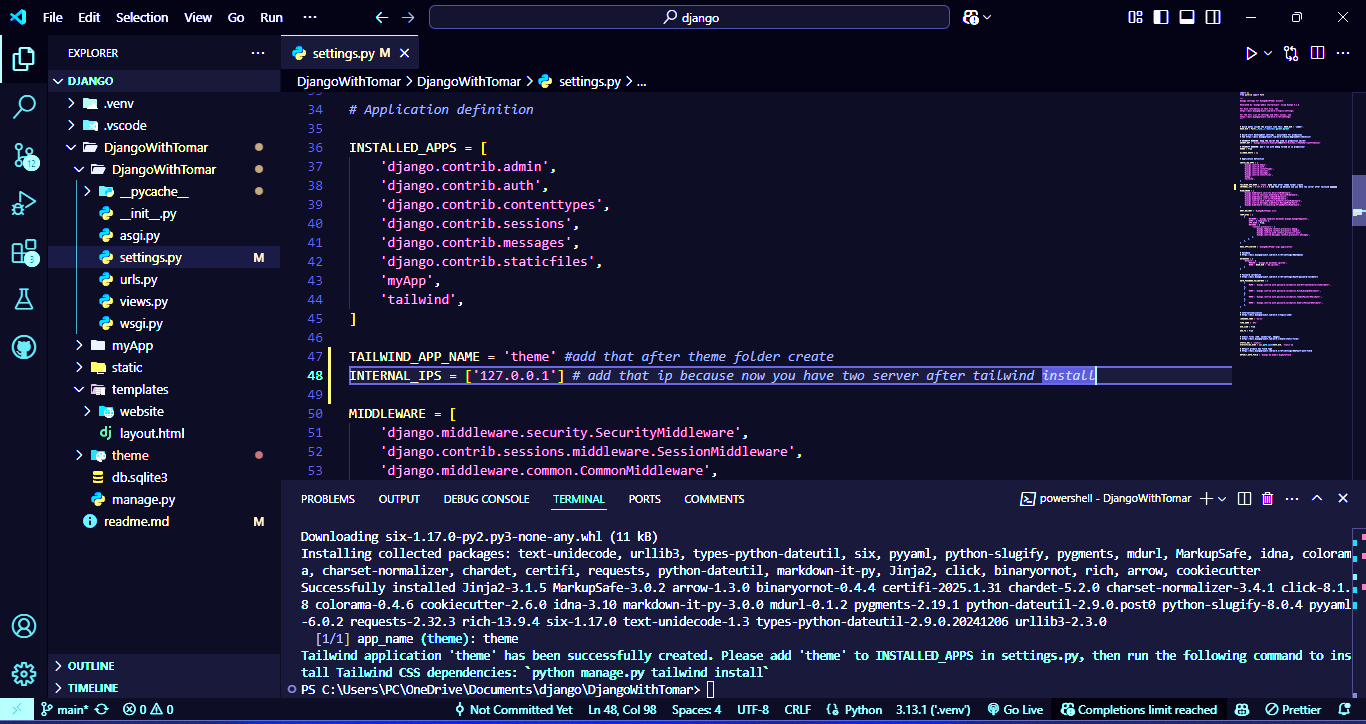 File Edit Selection View Go Run ··· django
EXPLORER
DJANGO
.venv
.vscode
DjangoWithTomar
DjangoWithTomar
__pycache__
__init__.py
asgi.py
settings.py M
urls.py
views.py
wsgi.py
myApp
static
templates
website
layout.html
theme
db.sqlite3
manage.py
readme.md M
OUTLINE
TIMELINE
12
3
settings.py M
DjangoWithTomar > DjangoWithTomar > settings.py > ...
34 # Application definition
35
36 INSTALLED_APPS = [
37 'django.contrib.admin',
38 'django.contrib.auth',
39 'django.contrib.contenttypes',
40 'django.contrib.sessions',
41 'django.contrib.messages',
42 'django.contrib.staticfiles',
43 'myApp',
44 'tailwind',
45 ]
46
47 TAILWIND_APP_NAME = 'theme' #add that after theme folder create
48 INTERNAL_IPS = ['127.0.0.1'] # add that ip because now you have two server after tailwind install
49
50 MIDDLEWARE = [
51 'django.middleware.security.SecurityMiddleware',
52 'django.contrib.sessions.middleware.SessionMiddleware',
53 'django.middleware.common.CommonMiddleware',
PROBLEMS OUTPUT DEBUG CONSOLE TERMINAL PORTS COMMENTS powershell - DjangoWithTomar
Downloading six-1.17.0-py2.py3-none-any.whl (11 kB)
Installing collected packages: text-unidecode, urllib3, types-python-dateutil, six, pyyaml, python-slugify, pygments, mdurl, MarkupSafe, idna, coloram
a, charset-normalizer, chardet, certifi, requests, python-dateutil, markdown-it-py, Jinja2, click, binaryornot, rich, arrow, cookiecutter
Successfully installed Jinja2-3.1.5 MarkupSafe-3.0.2 arrow-1.3.0 binaryornot-0.4.4 certifi-2025.1.31 chardet-5.2.0 charset-normalizer-3.4.1 click-8.1.
8 colorama-0.4.6 cookiecutter-2.6.0 idna-3.10 markdown-it-py-3.0.0 mdurl-0.1.2 pygments-2.19.1 python-dateutil-2.9.0.post0 python-slugify-8.0.4 pyyaml
-6.0.2 requests-2.32.3 rich-13.9.4 six-1.17.0 text-unidecode-1.3 types-python-dateutil-2.9.0.20241206 urllib3-2.3.0
[1/1] app_name (theme): theme
Tailwind application 'theme' has been successfully created. Please add 'theme' to INSTALLED_APPS in settings.py, then run the following command to ins
tall Tailwind CSS dependencies: `python manage.py tailwind install`
PS C:\Users\PC\OneDrive\Documents\django\DjangoWithTomar>
main* 0 0 Not Committed Yet Ln 48, Col 98 Spaces: 4 UTF-8 CRLF Python 3.13.1 ('.venv') Go Live Completions limit reached Prettier